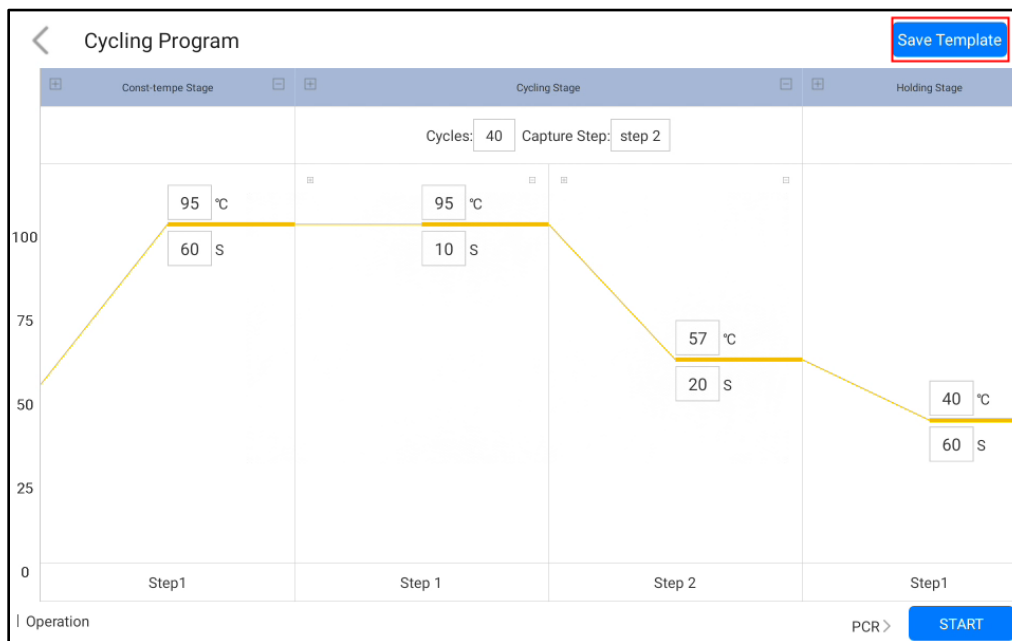 Cycling Program
Save Template
Const-tempe Stage
Cycling Stage
Holding Stage
Cycles: 40 Capture Step: step 2
95 ℃
60 S
95 ℃
10 S
57 ℃
20 S
40 ℃
60 S
100
75
50
25
0
Step1
Step 1
Step 2
Step1
| Operation
PCR >
START